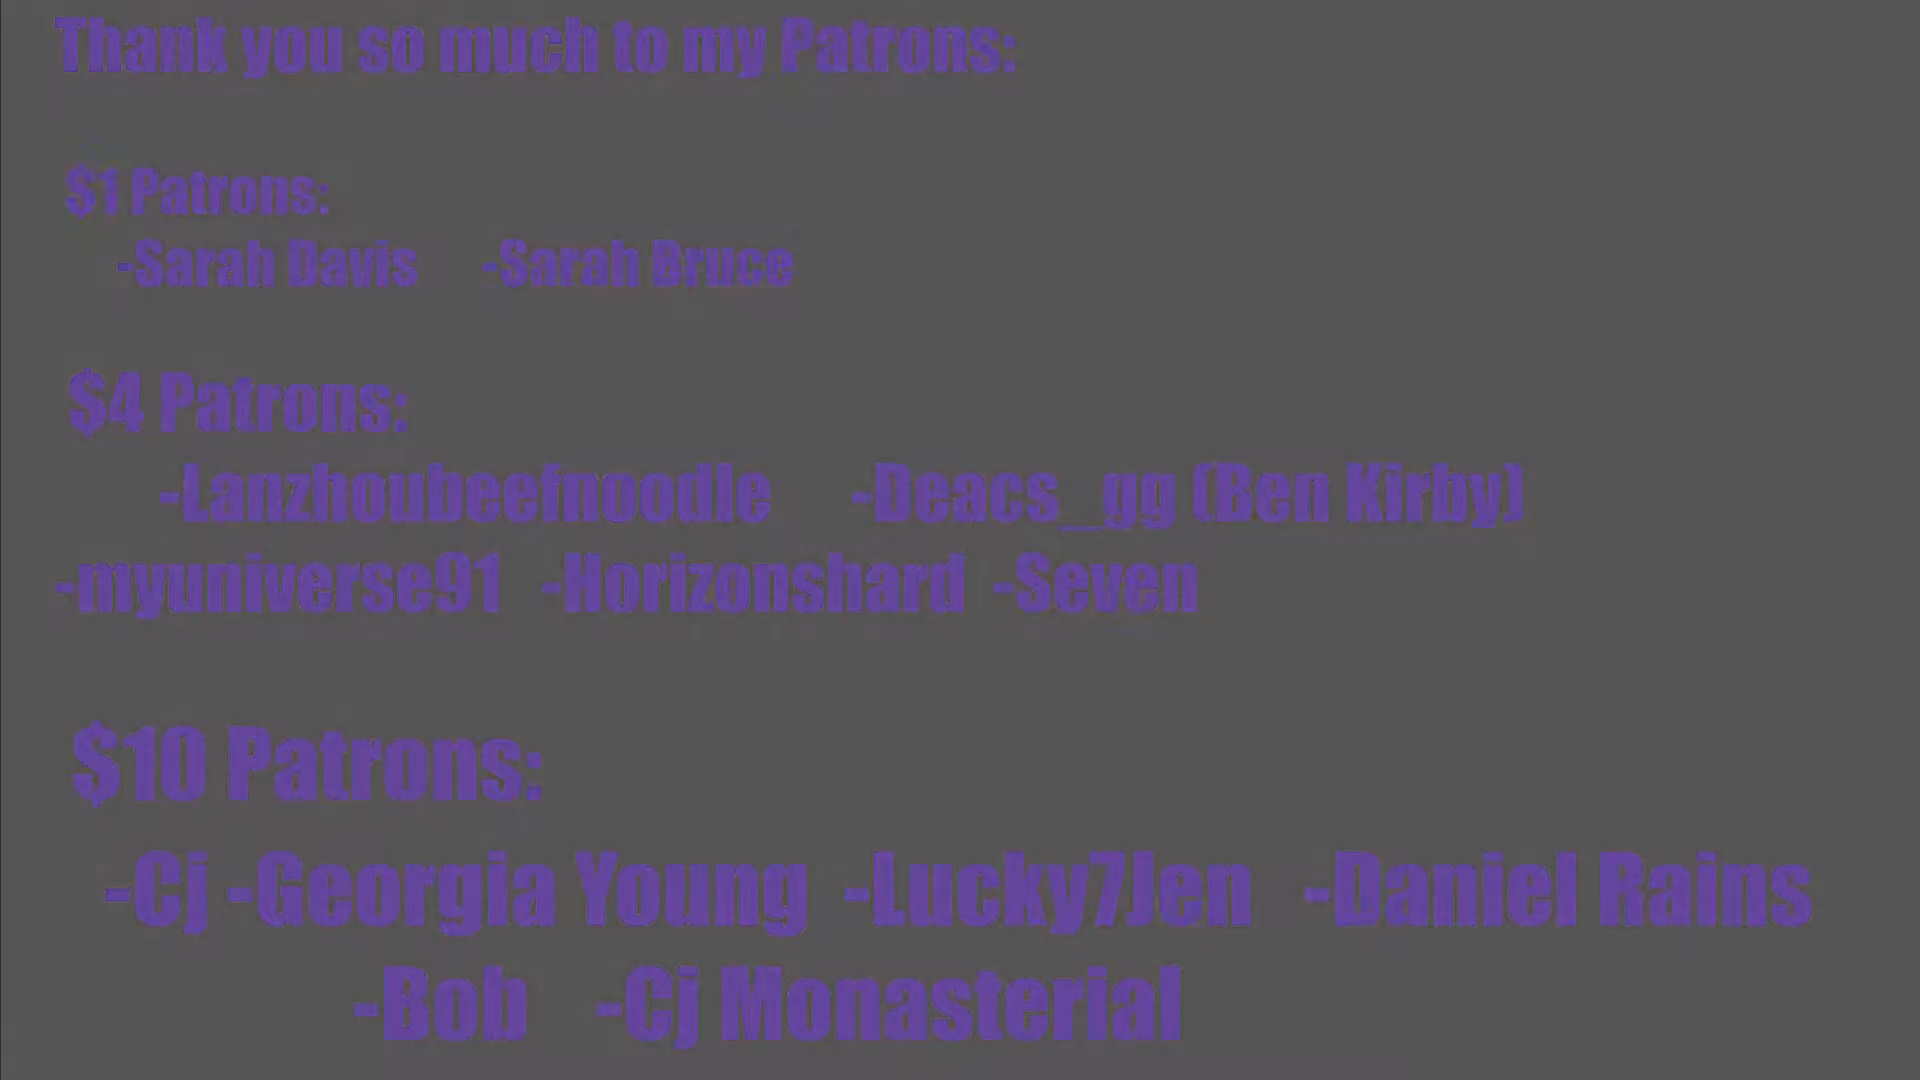 Thank you so much to my Patrons:
$1 Patrons:
-Sarah Davis -Sarah Bruce
$4 Patrons:
-Lanzhoubeefnoodle -Deacs_gg (Ben Kirby)
-myuniverse91 -Horizonshard -Seven
$10 Patrons:
-Cj -Georgia Young -Lucky7Jen -Daniel Rains
-Bob -Cj Monasterial